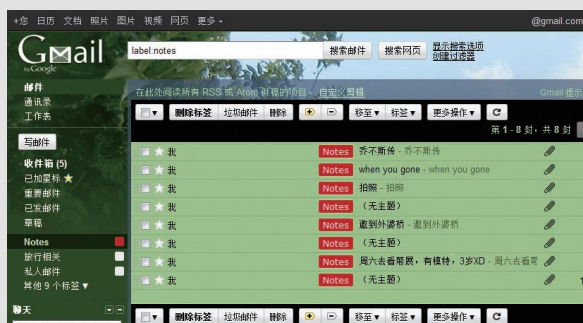 +您 日历 文档 照片 图片 视频 网页 更多
@gmail.com
Gmail
by Google
label:notes
搜索邮件 搜索网页
显示搜索选项
创建过滤器
邮件
通讯录
工作表
在此处阅读所有 RSS 或 Atom 供稿的项目 - 自定义剪辑
Gmail 提示
删除标签 垃圾邮件 删除 移至 标签 更多操作 C
第 1 - 8 封，共 8 封
写邮件
收件箱 (5)
已加星标
重要邮件
已发邮件
草稿
Notes
旅行相关
私人邮件
其他 9 个标签
聊天
我 Notes 乔不斯传 - 乔不斯传
我 Notes when you gone - when you gone
我 Notes 拍照 - 拍照
我 Notes （无主题）
我 Notes 遨到外婆桥 - 遨到外婆桥
我 Notes （无主题）
我 Notes 周六去看菊展，有模特，3岁XD - 周六去看
我 Notes （无主题）
删除标签 垃圾邮件 删除 移至 标签 更多操作 C